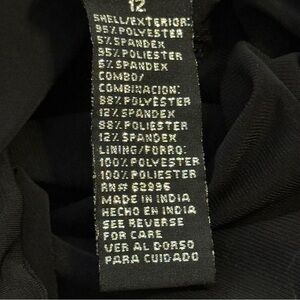 12
SHELL/EXTERIOR:
95% POLYESTER
5% SPANDEX
95% POLIESTER
5% SPANDEX
COMBO/
COMBINACION:
88% POLYESTER
12% SPANDEX
88% POLIESTER
12% SPANDEX
LINING/FORRO:
100% POLYESTER
100% POLIESTER
RN# 62996
MADE IN INDIA
HECHO EN INDIA
SEE REVERSE
FOR CARE
VER AL DORSO
PARA CUIDADO